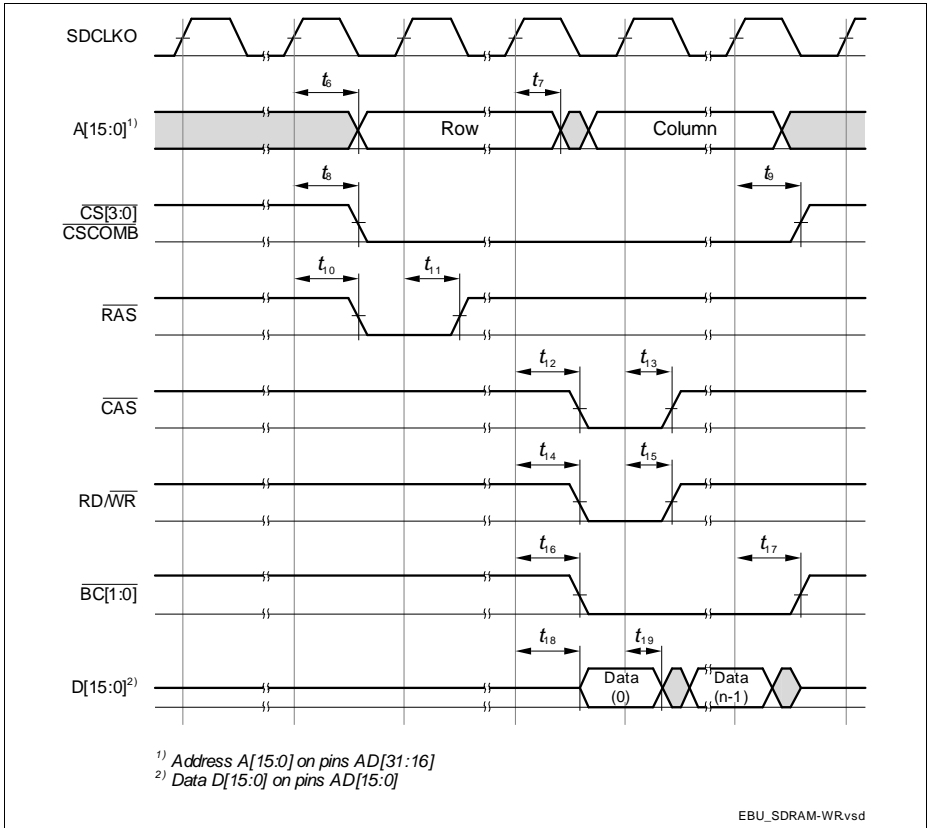 SDCLKO
t6 t7
A[15:0]1) Row Column
t8 t9
CS[3:0]
CSCOMB
t10 t11
RAS
t12 t13
CAS
t14 t15
RD/WR
t16 t17
BC[1:0]
t18 t19
D[15:0]2) Data (0) Data (n-1)
1) Address A[15:0] on pins AD[31:16]
2) Data D[15:0] on pins AD[15:0]
EBU_SDRAM-WR.vsd